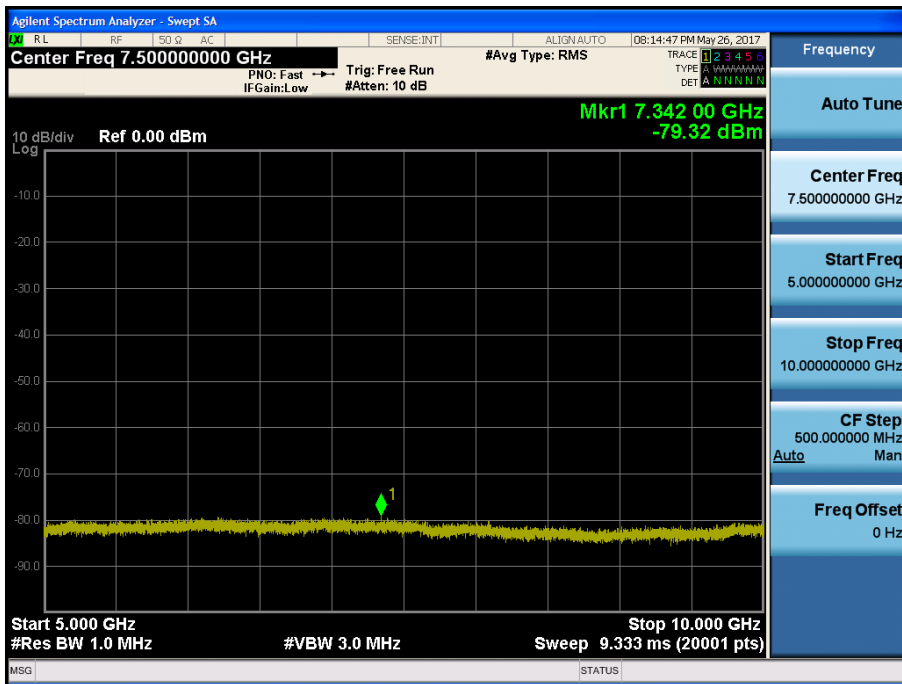 Agilent Spectrum Analyzer - Swept SA
LXI RL RF 50 Ω AC SENSE:INT ALIGN AUTO 08:14:47 PM May 26, 2017
Center Freq 7.500000000 GHz
PNO: Fast
IFGain:Low
Trig: Free Run
#Atten: 10 dB
#Avg Type: RMS
TRACE 1 2 3 4 5 6
TYPE A WWWWWW
DET A N N N N N
Mkr1 7.342 00 GHz
-79.32 dBm
10 dB/div Ref 0.00 dBm
Log
-10.0
-20.0
-30.0
-40.0
-50.0
-60.0
-70.0
-80.0
-90.0
1
Start 5.000 GHz Stop 10.000 GHz
#Res BW 1.0 MHz #VBW 3.0 MHz Sweep 9.333 ms (20001 pts)
MSG STATUS
Frequency
Auto Tune
Center Freq
7.500000000 GHz
Start Freq
5.000000000 GHz
Stop Freq
10.000000000 GHz
CF Step
500.000000 MHz
Auto Man
Freq Offset
0 Hz